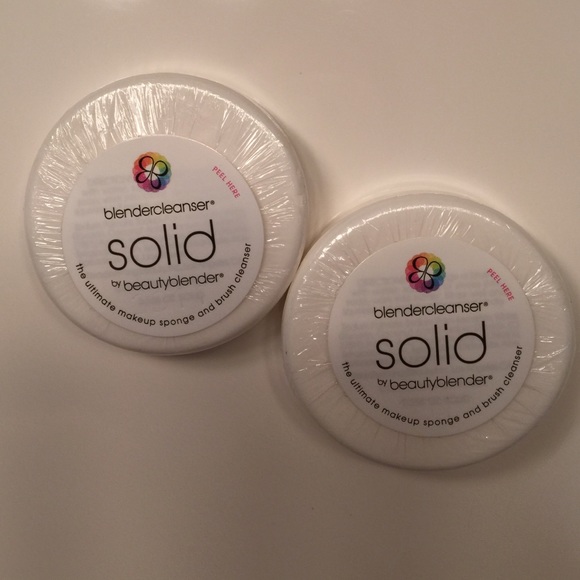 PEEL HERE
blendercleanser®
solid
by beautyblender®
the ultimate makeup sponge and brush cleanser
PEEL HERE
blendercleanser®
solid
by beautyblender®
the ultimate makeup sponge and brush cleanser